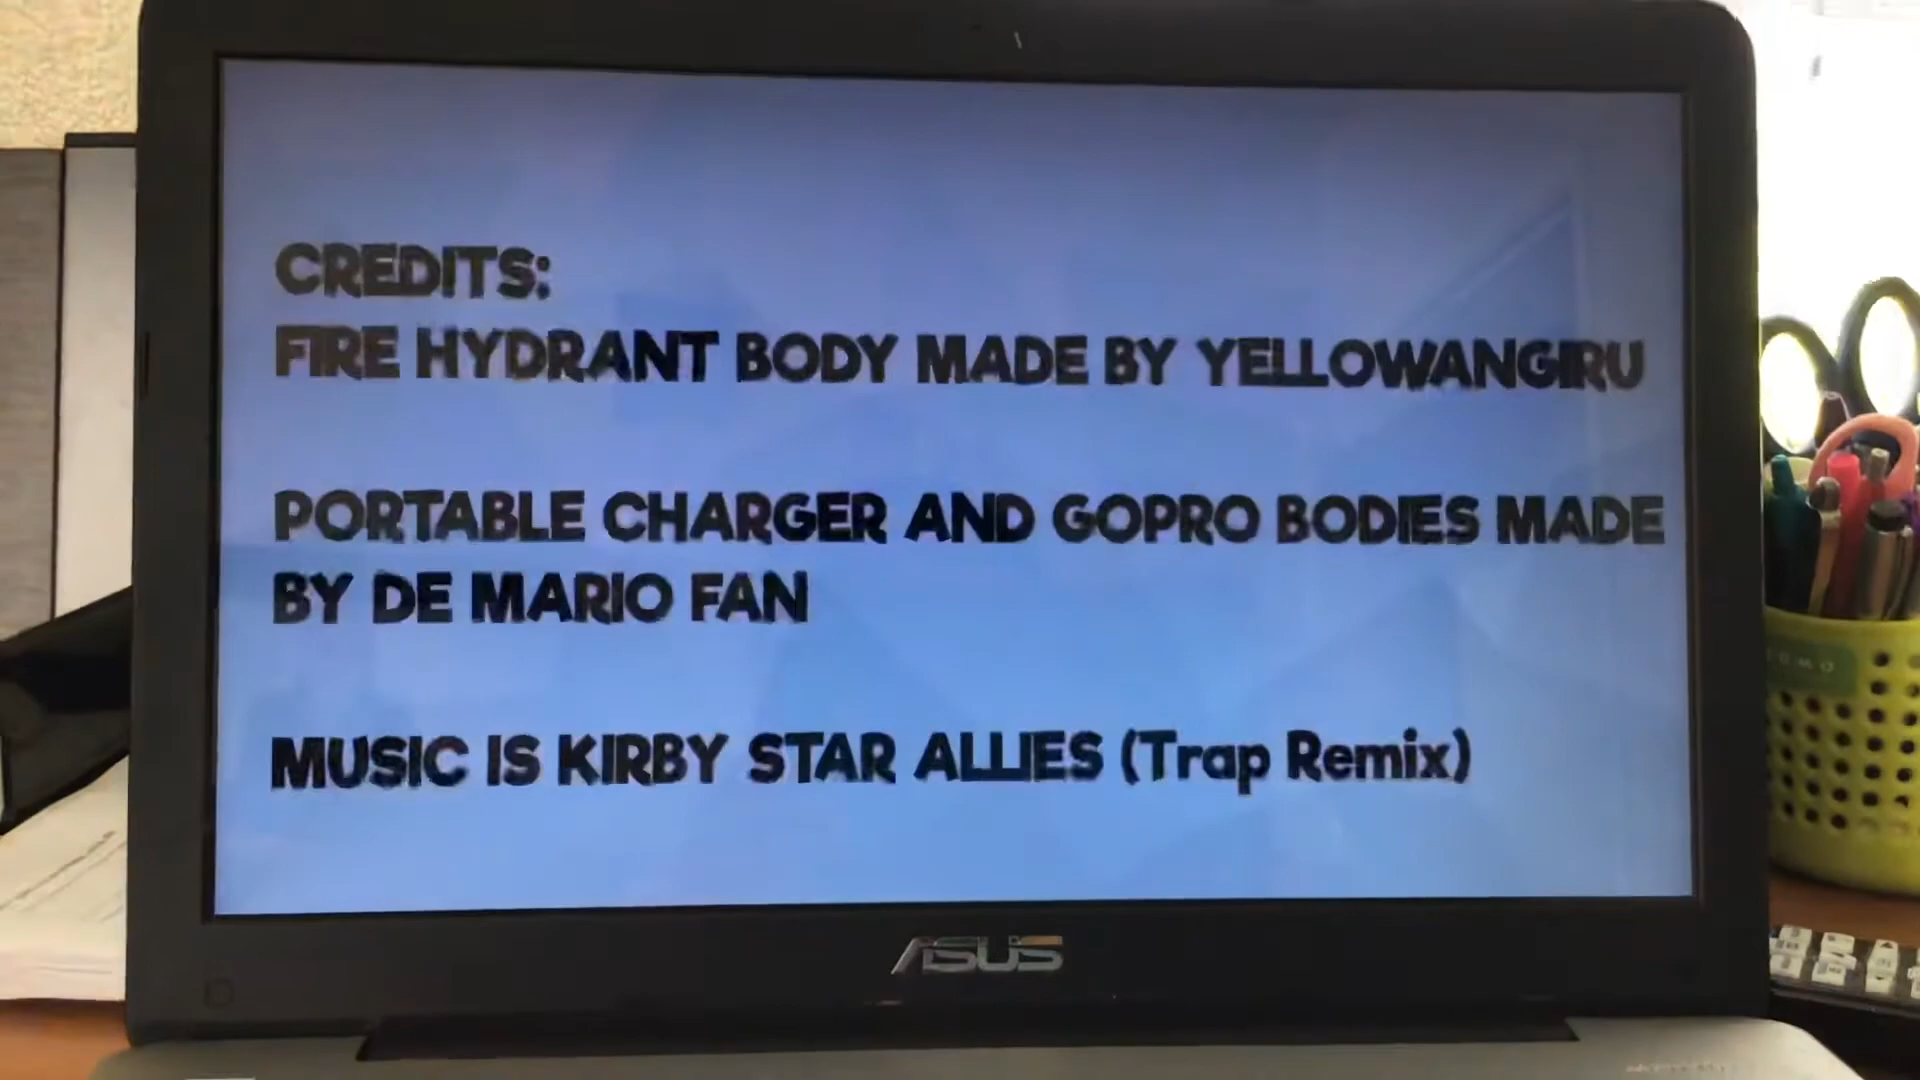 CREDITS:
FIRE HYDRANT BODY MADE BY YELLOWANGIRU
PORTABLE CHARGER AND GOPRO BODIES MADE
BY DE MARIO FAN
MUSIC IS KIRBY STAR ALLIES (Trap Remix)
ASUS